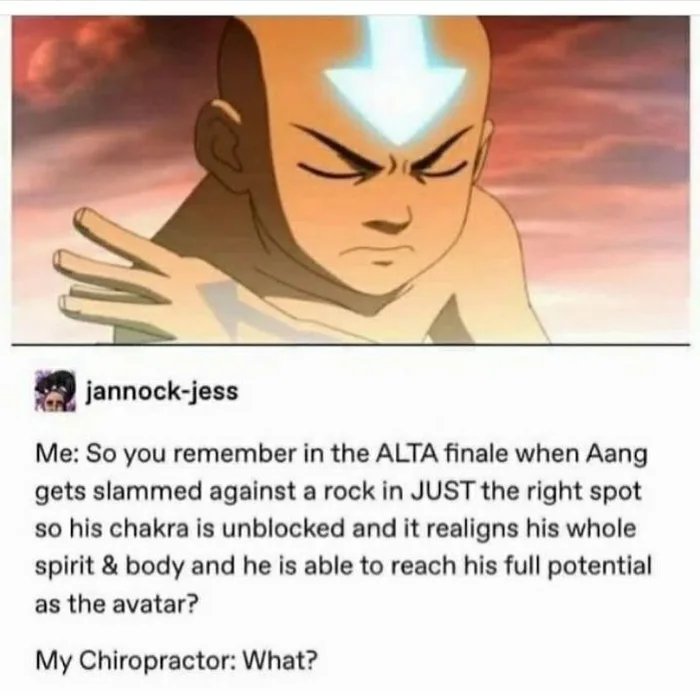 jannock-jess
Me: So you remember in the ALTA finale when Aang
gets slammed against a rock in JUST the right spot
so his chakra is unblocked and it realigns his whole
spirit & body and he is able to reach his full potential
as the avatar?
My Chiropractor: What?